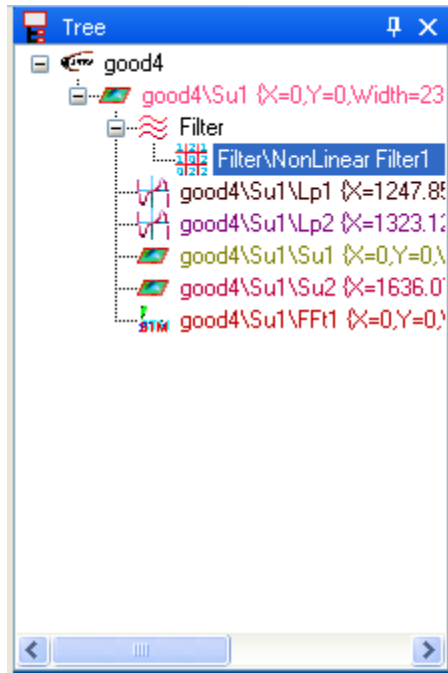 Tree
good4
good4\Su1 {X=0,Y=0,Width=23
Filter
Filter\NonLinear Filter1
good4\Su1\Lp1 {X=1247.85
good4\Su1\Lp2 {X=1323.12
good4\Su1\Su1 {X=0,Y=0,\
good4\Su1\Su2 {X=1636.07
good4\Su1\FFt1 {X=0,Y=0,\